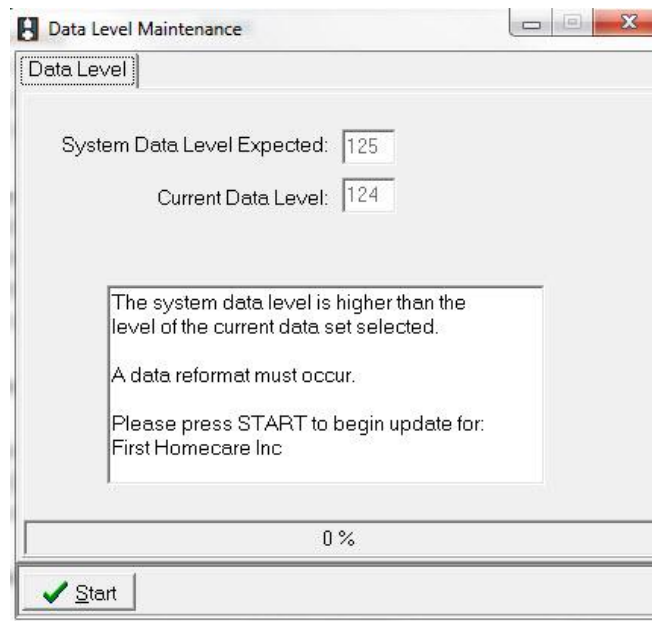 Data Level Maintenance
Data Level
System Data Level Expected: 125
Current Data Level: 124
The system data level is higher than the
level of the current data set selected.
A data reformat must occur.
Please press START to begin update for:
First Homecare Inc
0 %
Start